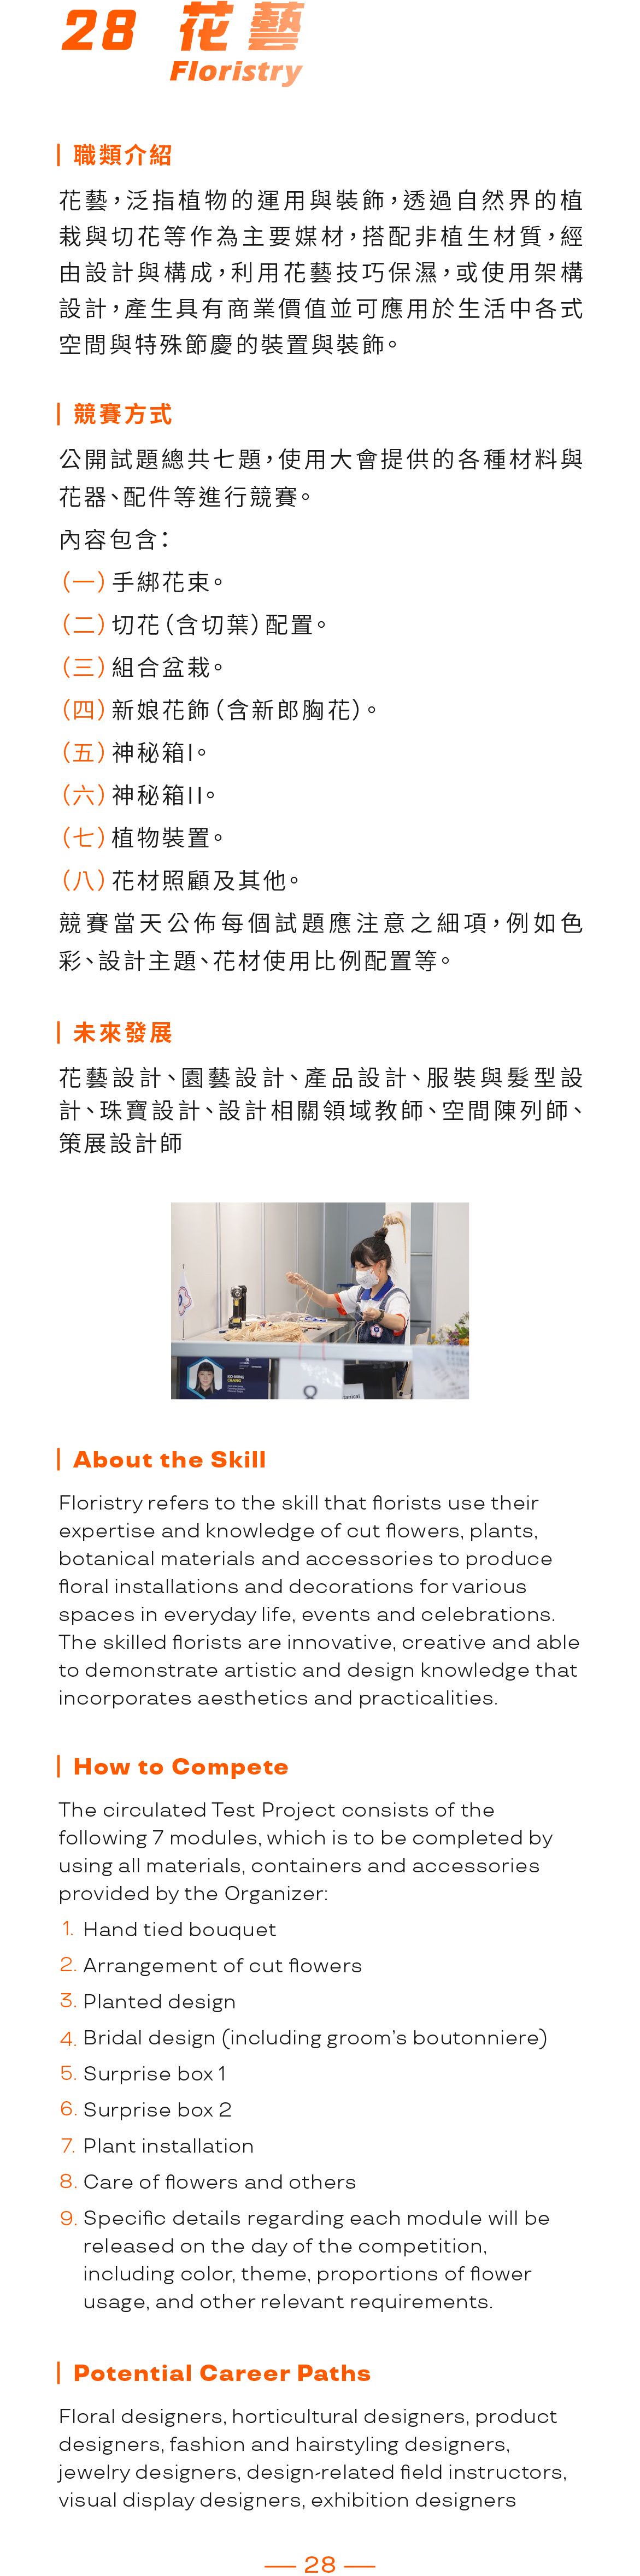 28 花藝
Floristry
職類介紹
花藝，泛指植物的運用與裝飾，透過自然界的植
栽與切花等作為主要媒材，搭配非植生材質，經
由設計與構成，利用花藝技巧保濕，或使用架構
設計，產生具有商業價值並可應用於生活中各式
空間與特殊節慶的裝置與裝飾。
競賽方式
公開試題總共七題，使用大會提供的各種材料與
花器、配件等進行競賽。
內容包含：
（一）手綁花束。
（二）切花（含切葉）配置。
（三）組合盆栽。
（四）新娘花飾（含新郎胸花）。
（五）神秘箱I。
（六）神秘箱II。
（七）植物裝置。
（八）花材照顧及其他。
競賽當天公佈每個試題應注意之細項，例如色
彩、設計主題、花材使用比例配置等。
未來發展
花藝設計、園藝設計、產品設計、服裝與髮型設
計、珠寶設計、設計相關領域教師、空間陳列師、
策展設計師
About the Skill
Floristry refers to the skill that florists use their
expertise and knowledge of cut flowers, plants,
botanical materials and accessories to produce
floral installations and decorations for various
spaces in everyday life, events and celebrations.
The skilled florists are innovative, creative and able
to demonstrate artistic and design knowledge that
incorporates aesthetics and practicalities.
How to Compete
The circulated Test Project consists of the
following 7 modules, which is to be completed by
using all materials, containers and accessories
provided by the Organizer:
1. Hand tied bouquet
2. Arrangement of cut flowers
3. Planted design
4. Bridal design (including groom's boutonniere)
5. Surprise box 1
6. Surprise box 2
7. Plant installation
8. Care of flowers and others
9. Specific details regarding each module will be
released on the day of the competition,
including color, theme, proportions of flower
usage, and other relevant requirements.
Potential Career Paths
Floral designers, horticultural designers, product
designers, fashion and hairstyling designers,
jewelry designers, design-related field instructors,
visual display designers, exhibition designers
28